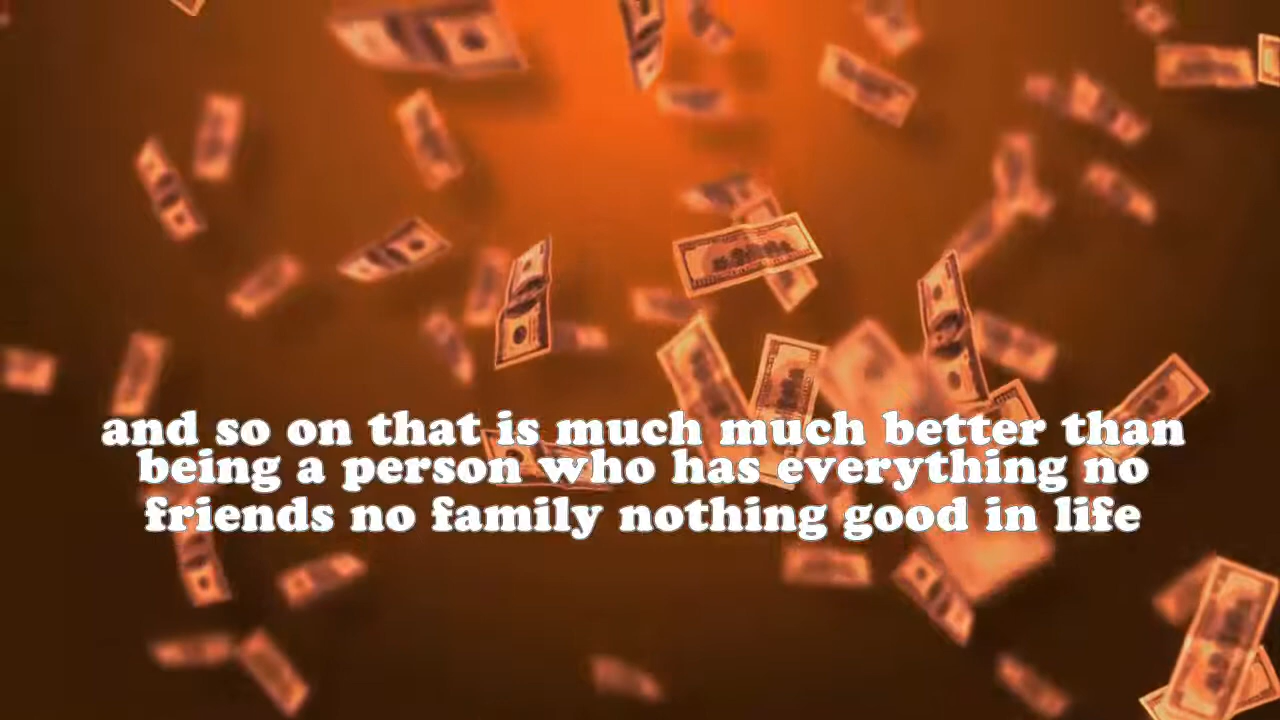 and so on that is much much better than
being a person who has everything no
friends no family nothing good in life